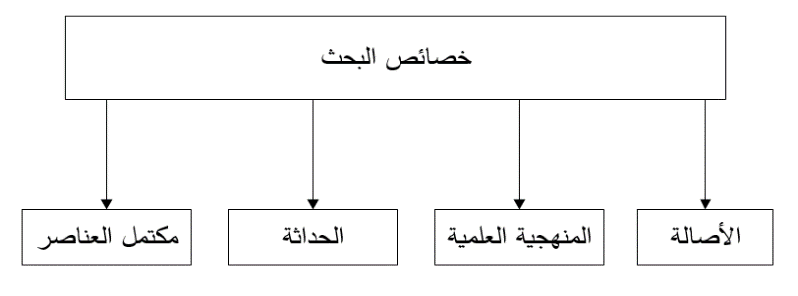 خصائص البحث
الأصالة
المنهجية العلمية
الحداثة
مكتمل العناصر